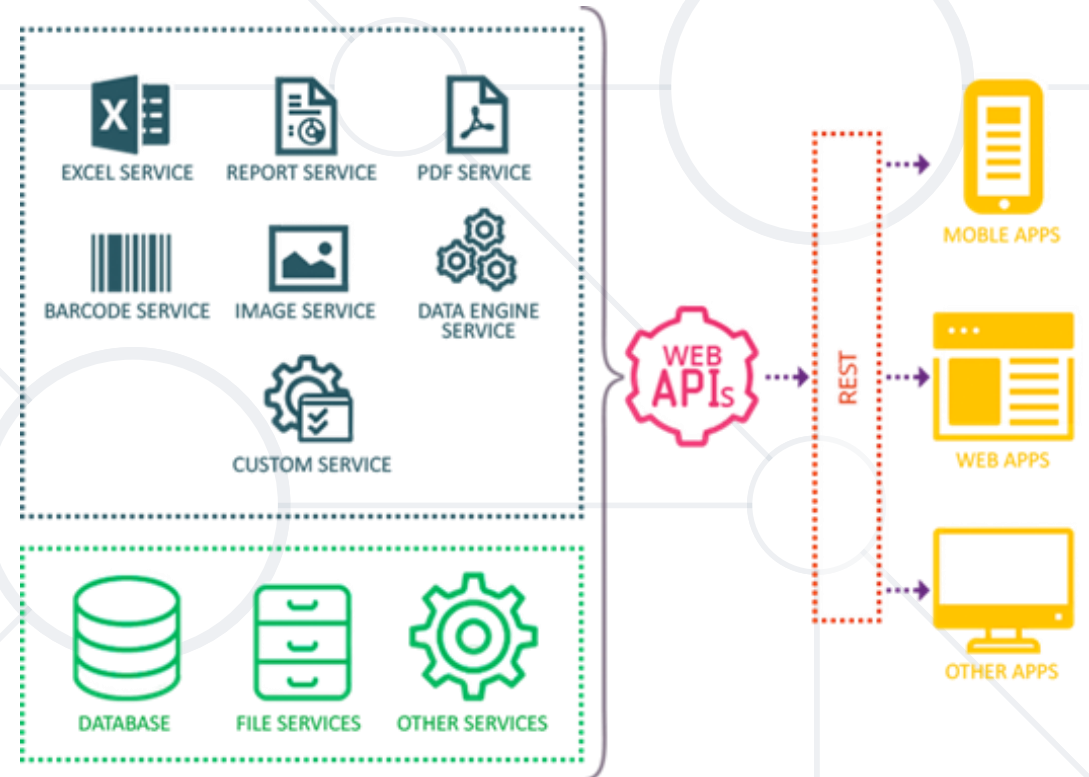 X
EXCEL SERVICE
REPORT SERVICE
PDF SERVICE
BARCODE SERVICE
IMAGE SERVICE
DATA ENGINE
SERVICE
CUSTOM SERVICE
DATABASE
FILE SERVICES
OTHER SERVICES
WEB
APIs
REST
MOBLE APPS
WEB APPS
OTHER APPS